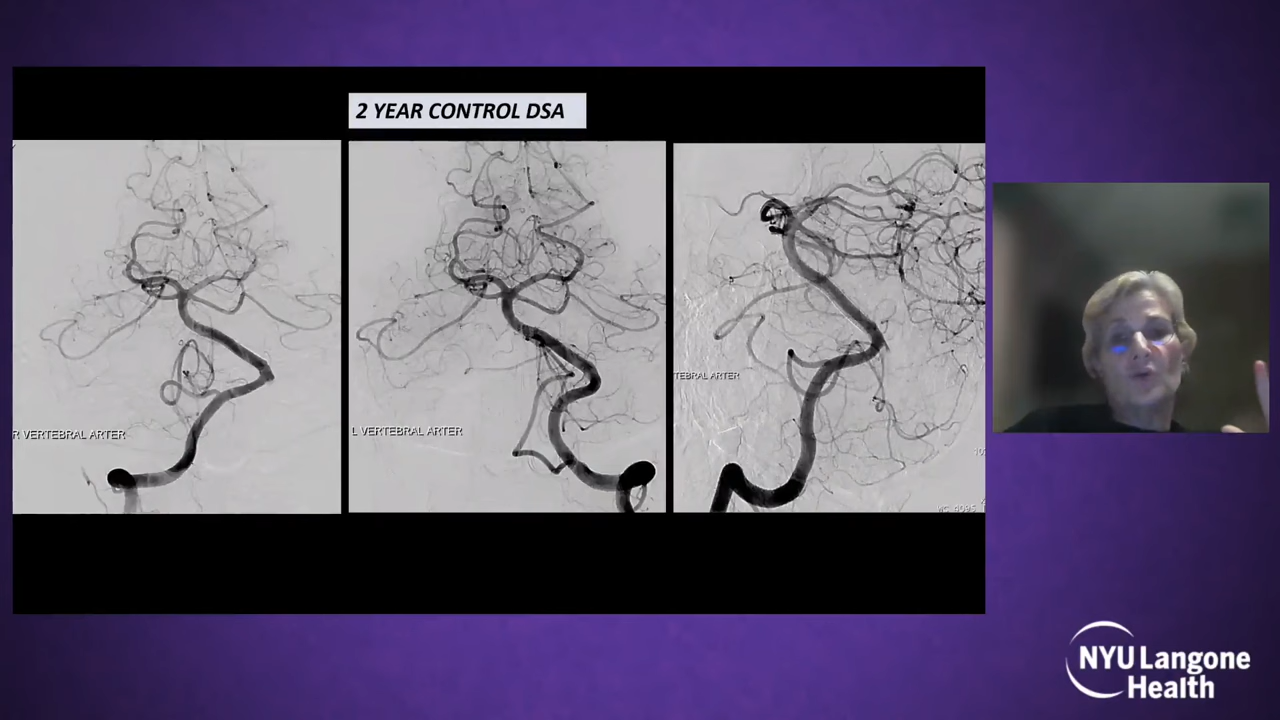 2 YEAR CONTROL DSA
R VERTEBRAL ARTER
L VERTEBRAL ARTER
TEBRAL ARTER
NYU Langone
Health